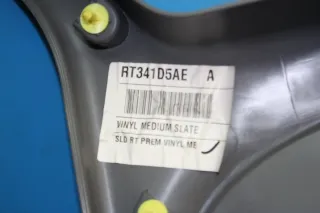 RT341D5AE A
VINYL MEDIUM SLATE
SLD RT PREM VINYL ME